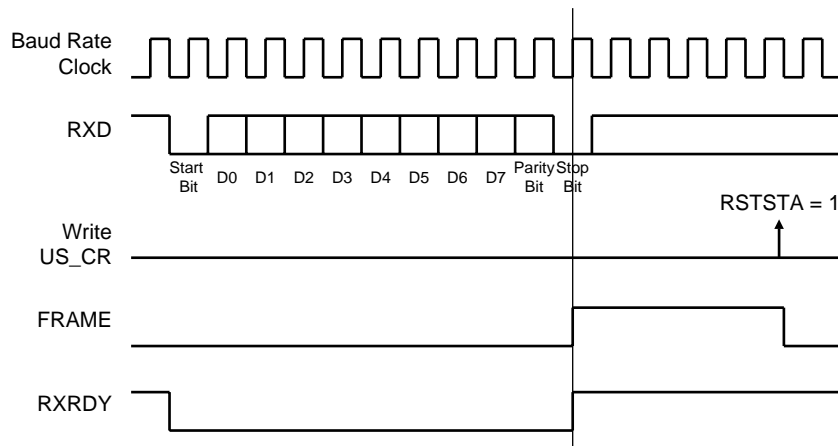 Baud Rate
Clock
RXD
Start
Bit
D0
D1
D2
D3
D4
D5
D6
D7
Parity
Bit
Stop
Bit
RSTSTA = 1
Write
US_CR
FRAME
RXRDY